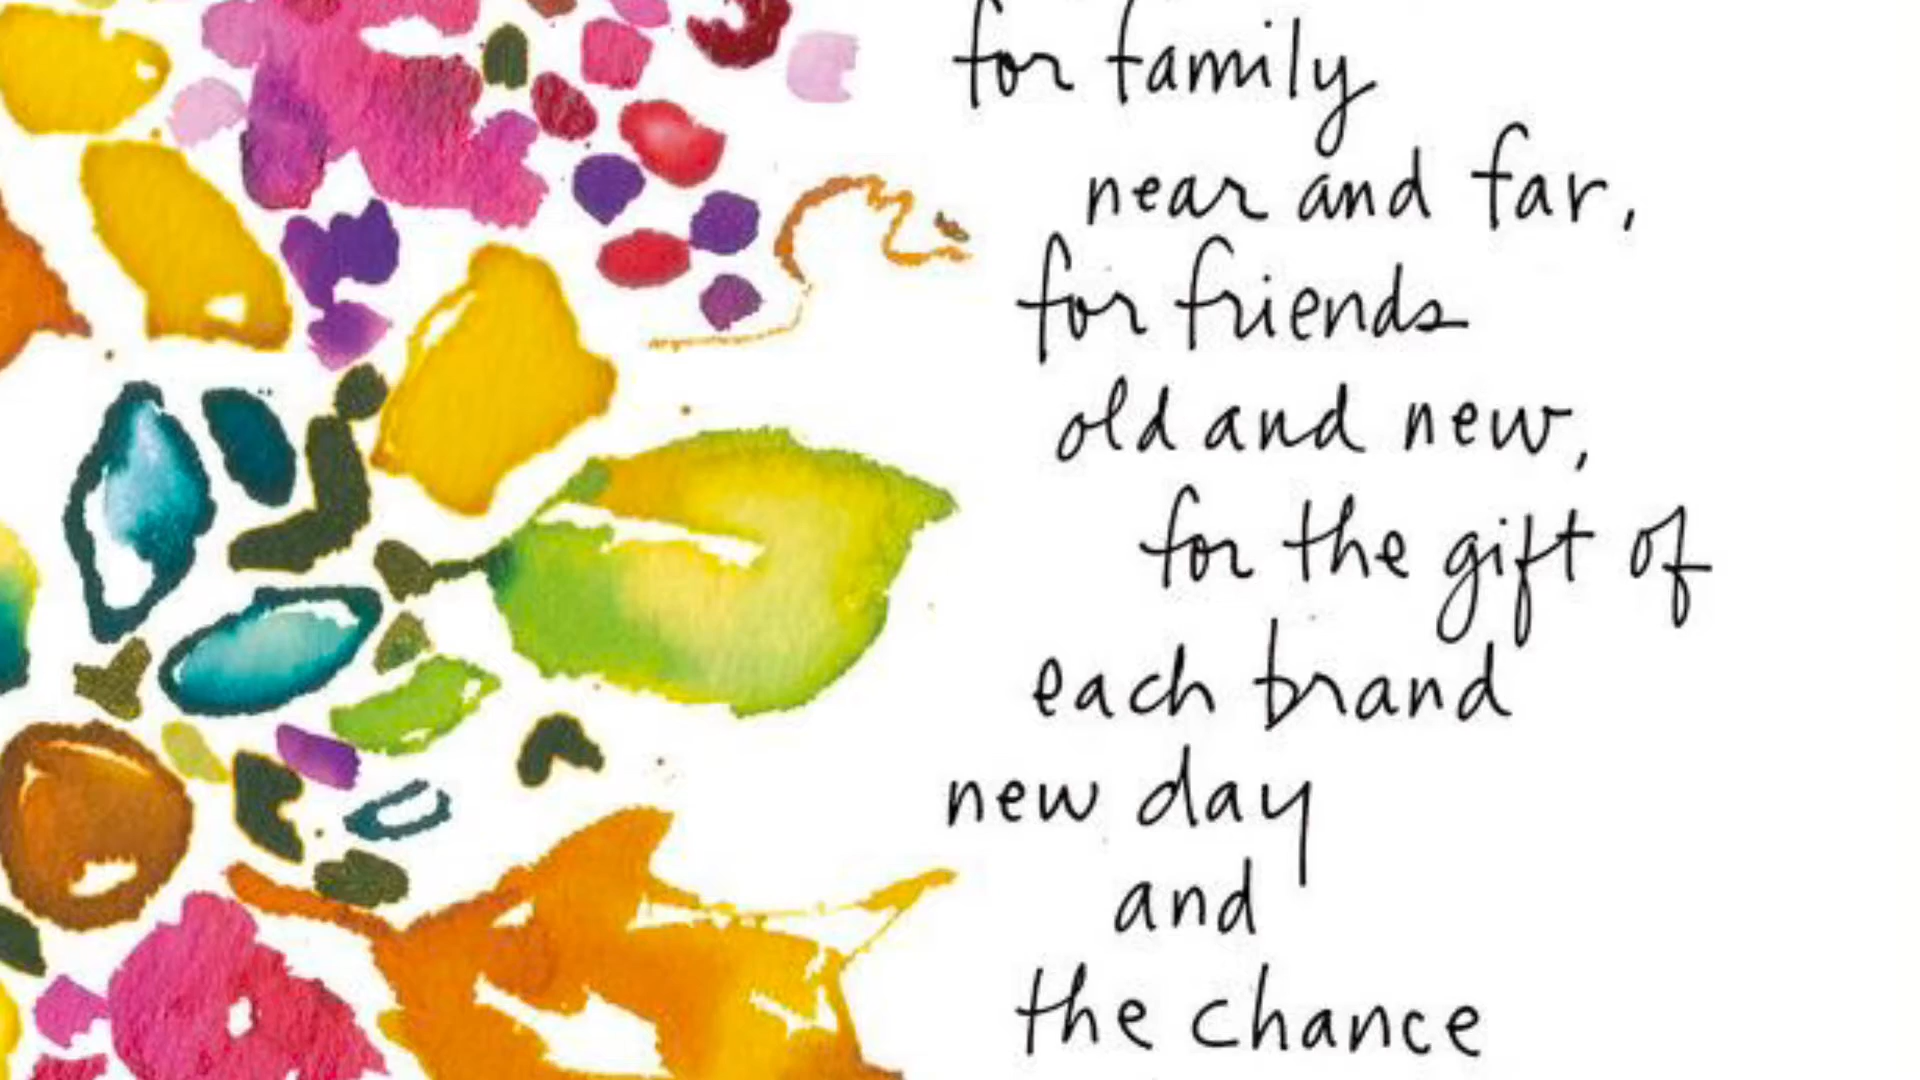 for family
near and far,
for friends
old and new,
for the gift of
each brand
new day
and
the chance